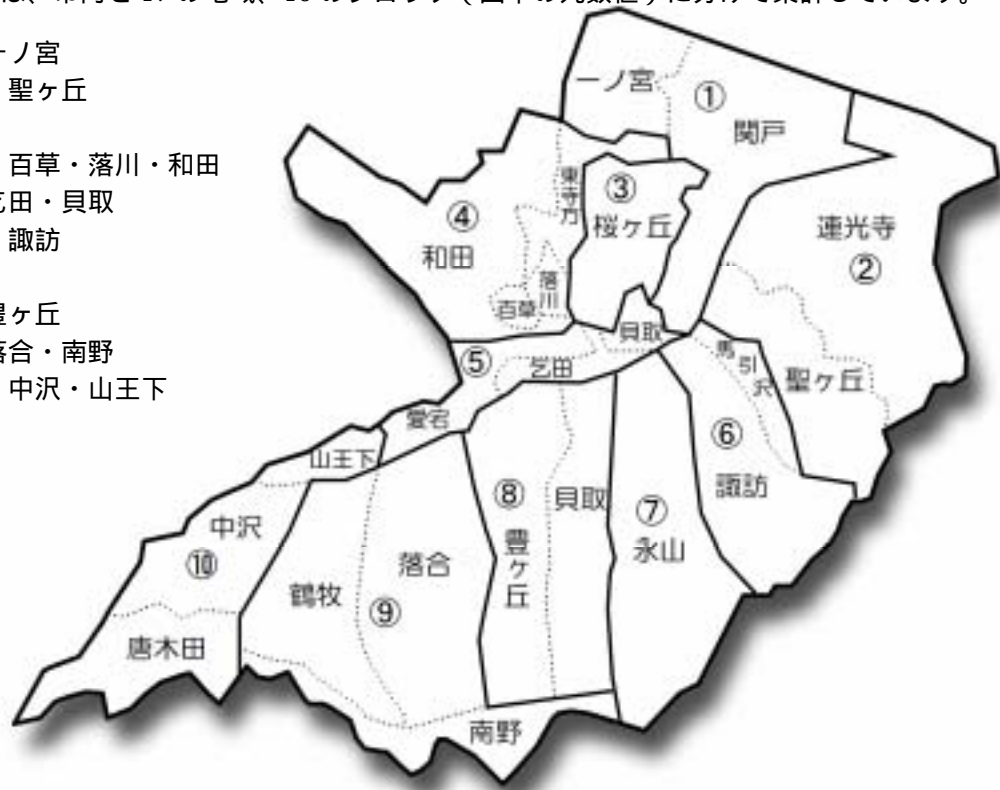 は、市内を 17 の地域、10 のブロック(図中の丸数値)に分けて集計しています。
一ノ宮
聖ヶ丘
百草・落川・和田
乞田・貝取
諏訪
豊ヶ丘
落合・南野
中沢・山王下
一ノ宮
①
関戸
東寺方
③
桜ヶ丘
④
和田
落川
百草
連光寺
②
貝取
⑤
乞田
愛宕
馬引沢
聖ヶ丘
⑥
諏訪
山王下
⑧
豊ヶ丘
貝取
⑦
永山
中沢
⑩
鶴牧
落合
⑨
唐木田
南野